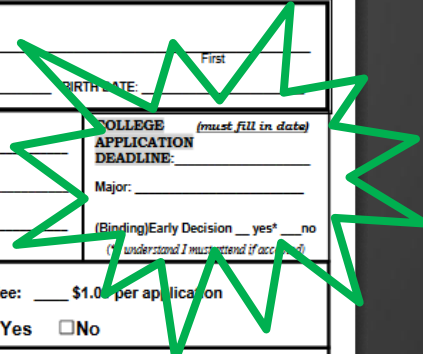 First
BIRTH DATE:
COLLEGE (must fill in date)
APPLICATION
DEADLINE:
Major:
(Binding)Early Decision __ yes* ___no
(*I understand I must attend if accepted)
ee: ____ $1.00 per application
Yes ☐No